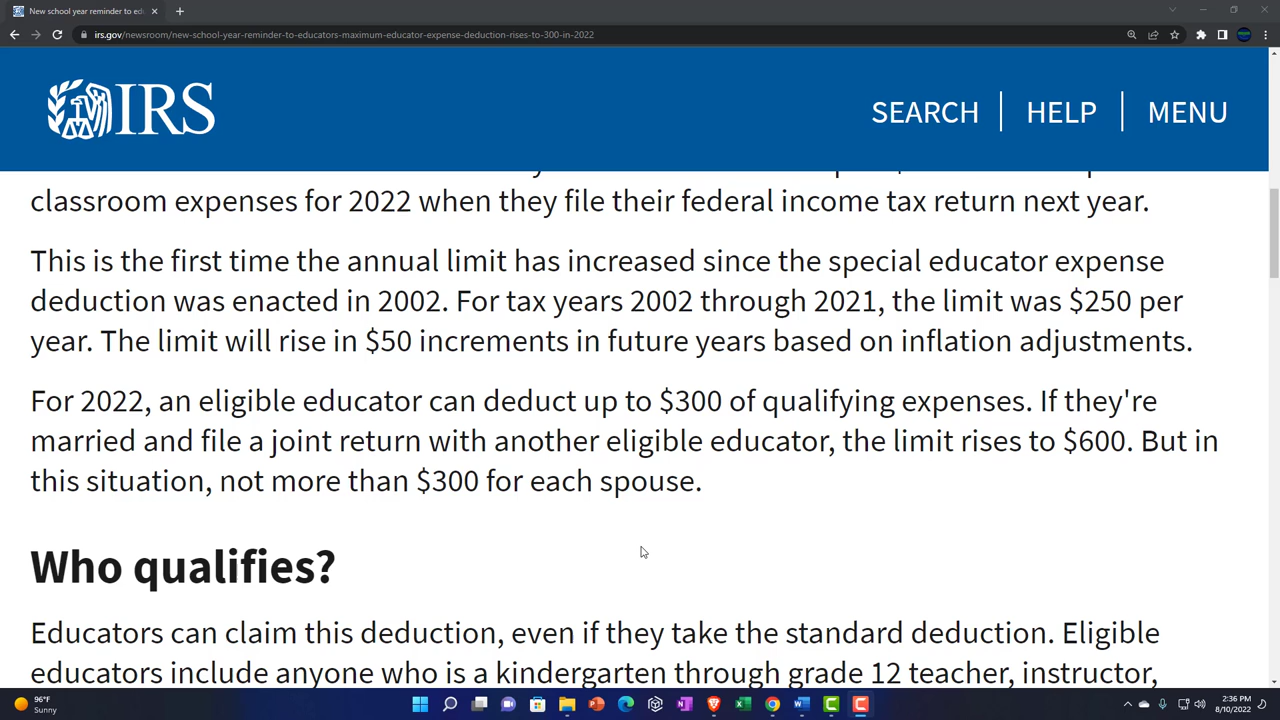 New school year reminder to ed
irs.gov/newsroom/new-school-year-reminder-to-educators-maximum-educator-expense-deduction-rises-to-300-in-2022
IRS
SEARCH
HELP
MENU
classroom expenses for 2022 when they file their federal income tax return next year.
This is the first time the annual limit has increased since the special educator expense
deduction was enacted in 2002. For tax years 2002 through 2021, the limit was $250 per
year. The limit will rise in $50 increments in future years based on inflation adjustments.
For 2022, an eligible educator can deduct up to $300 of qualifying expenses. If they're
married and file a joint return with another eligible educator, the limit rises to $600. But in
this situation, not more than $300 for each spouse.
Who qualifies?
Educators can claim this deduction, even if they take the standard deduction. Eligible
educators include anyone who is a kindergarten through grade 12 teacher, instructor,
96°F
Sunny
2:36 PM
8/10/2022